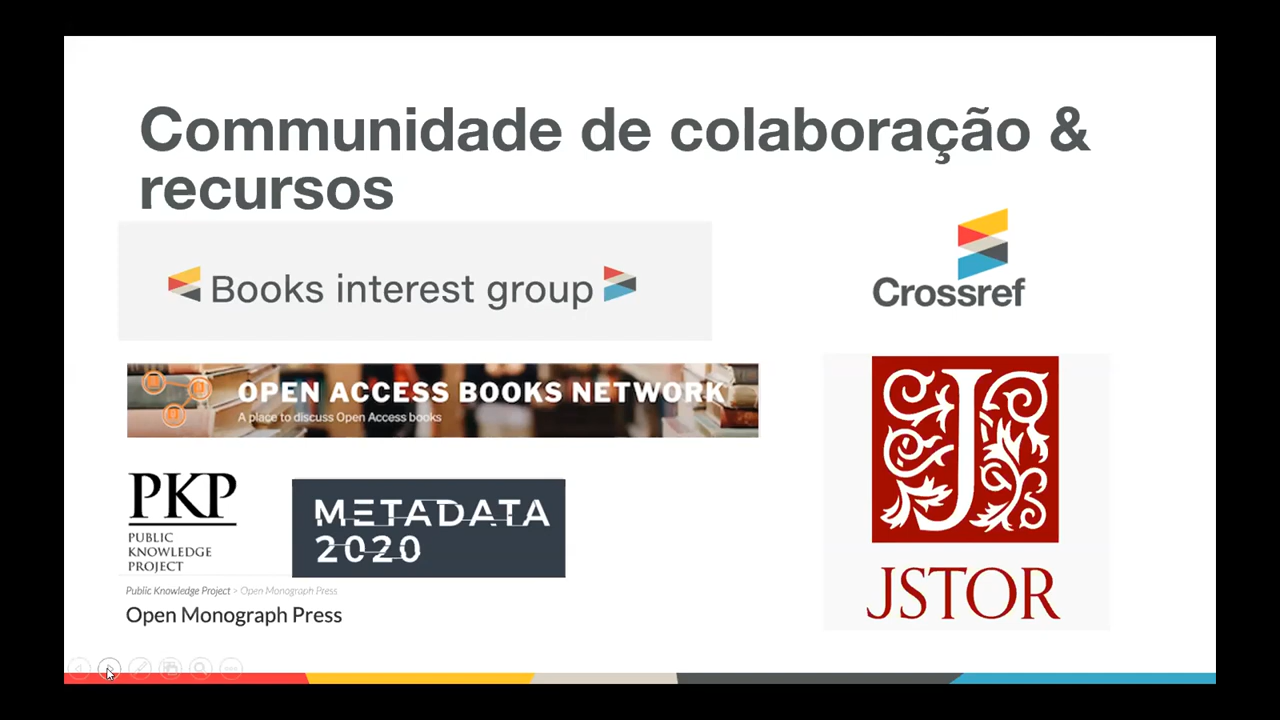 Communidade de colaboração &
recursos
Books interest group
Crossref
OPEN ACCESS BOOKS NETWORK
A place to discuss Open Access books
PKP
PUBLIC
KNOWLEDGE
PROJECT
METADATA
2020
Public Knowledge Project > Open Monograph Press
Open Monograph Press
J
JSTOR